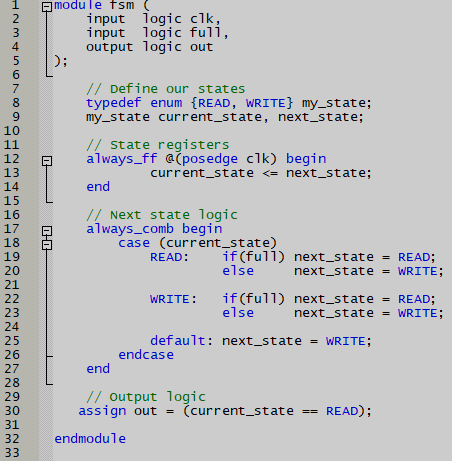 1 module fsm (
2     input  logic clk,
3     input  logic full,
4     output logic out
5 );
6
7     // Define our states
8     typedef enum {READ, WRITE} my_state;
9     my_state current_state, next_state;
10
11     // State registers
12     always_ff @(posedge clk) begin
13             current_state <= next_state;
14     end
15
16     // Next state logic
17     always_comb begin
18         case (current_state)
19             READ:    if(full) next_state = READ;
20                      else     next_state = WRITE;
21
22             WRITE:   if(full) next_state = READ;
23                      else     next_state = WRITE;
24
25             default: next_state = WRITE;
26         endcase
27     end
28
29     // Output logic
30    assign out = (current_state == READ);
31
32 endmodule
33